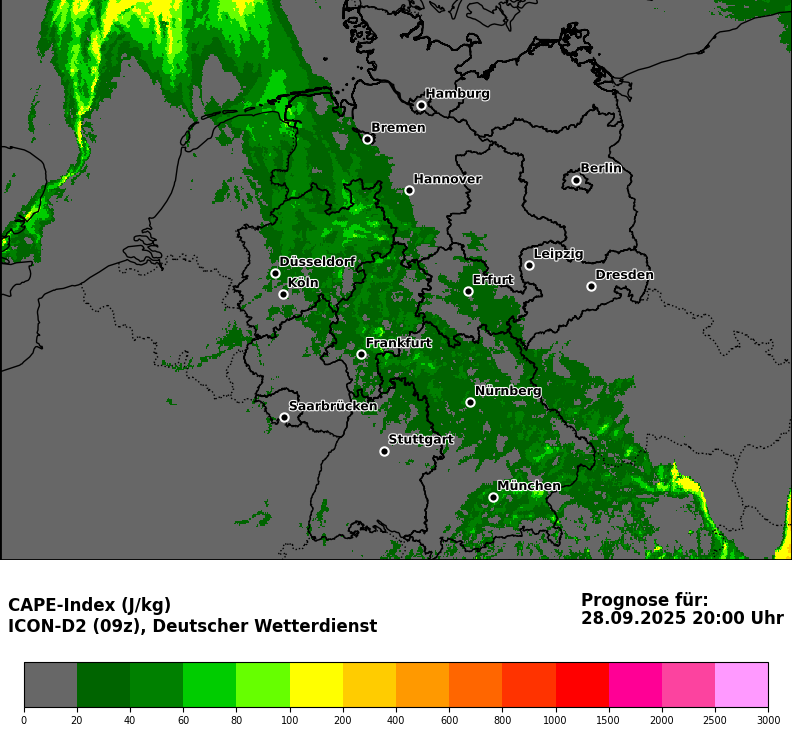 Hamburg
Bremen
Berlin
Hannover
Leipzig
Düsseldorf
Dresden
Köln
Erfurt
Frankfurt
Nürnberg
Saarbrücken
Stuttgart
München
CAPE-Index (J/kg)
ICON-D2 (09z), Deutscher Wetterdienst
Prognose für:
28.09.2025 20:00 Uhr
0 20 40 60 80 100 200 400 600 800 1000 1500 2000 2500 3000